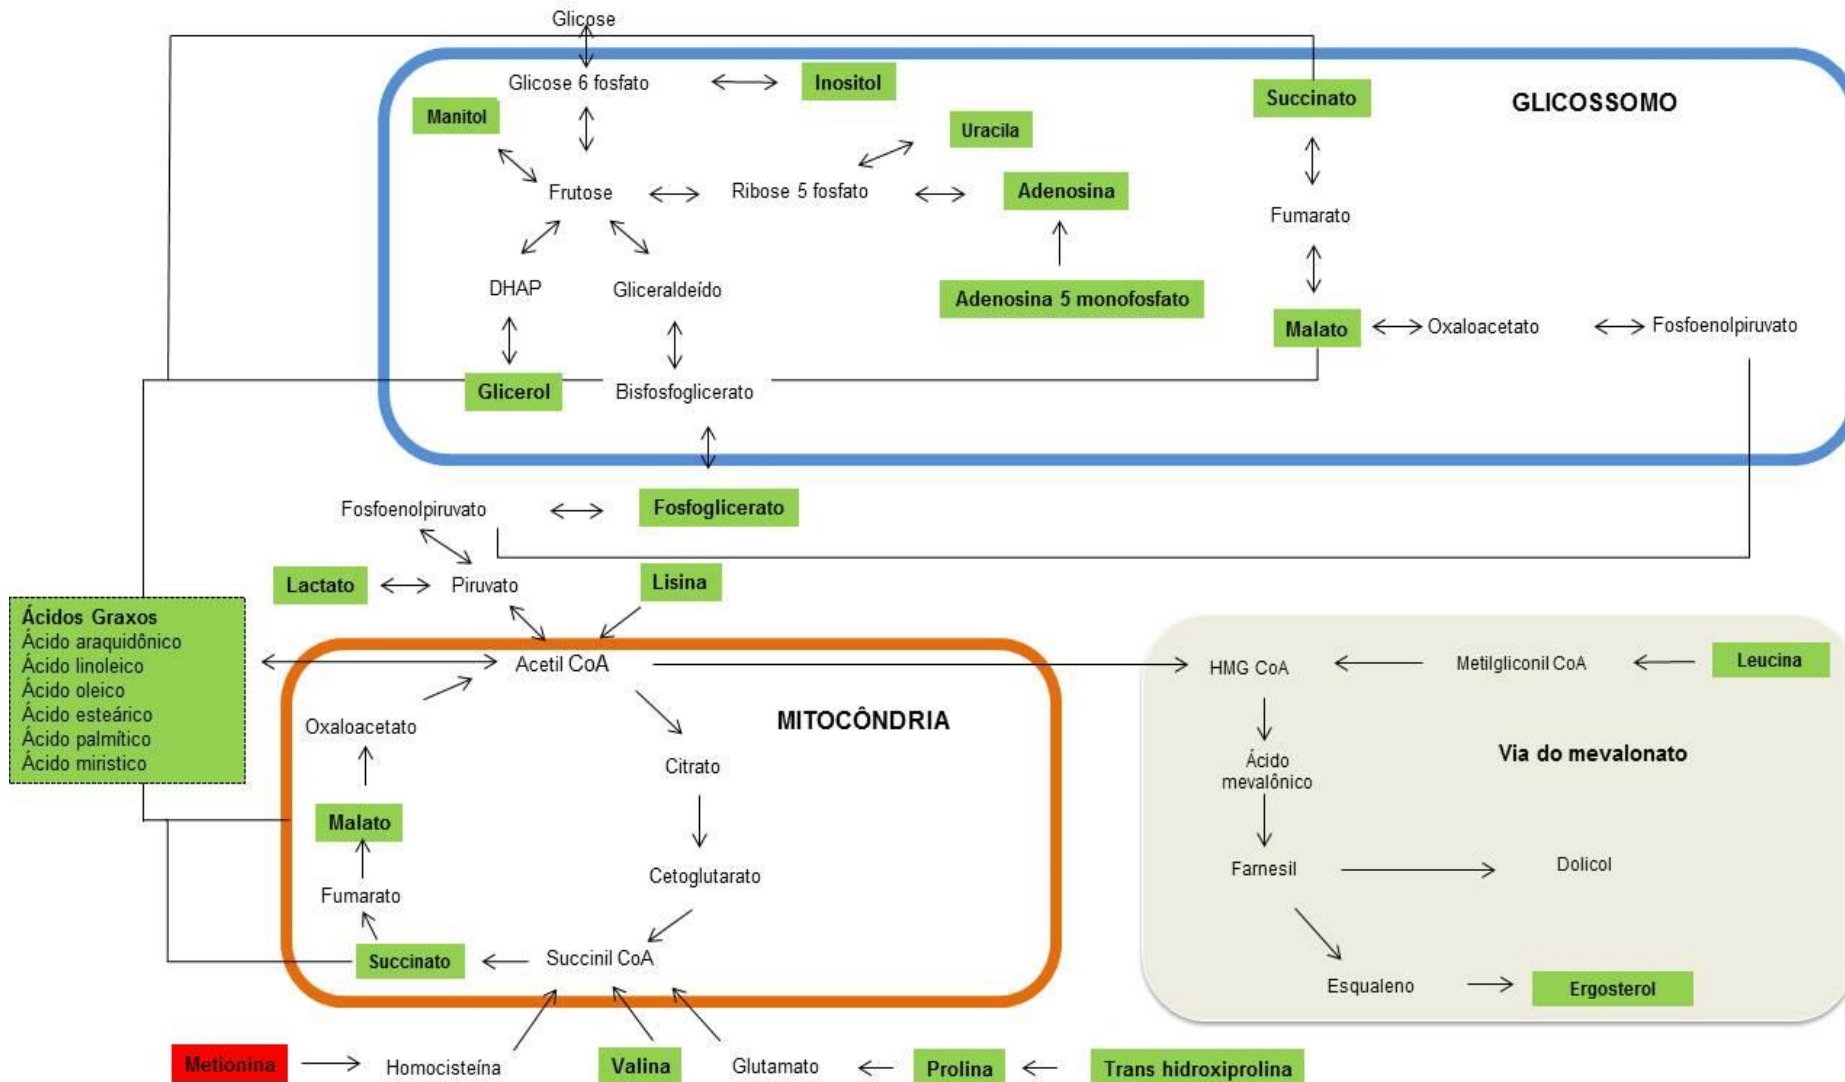 Glicose
Glicose 6 fosfato
Inositol
Succinato
GLICOSSOMO
Manitol
Uracila
Frutose
Ribose 5 fosfato
Adenosina
Fumarato
DHAP
Gliceraldeído
Adenosina 5 monofosfato
Malato
Oxaloacetato
Fosfoenolpiruvato
Glicerol
Bisfosfoglicerato
Fosfoenolpiruvato
Fosfoglicerato
Lactato
Piruvato
Lisina
Ácidos Graxos
Ácido araquidônico
Ácido linoleico
Ácido oleico
Ácido esteárico
Ácido palmítico
Ácido miristico
Acetil CoA
HMG CoA
Metilgliconil CoA
Leucina
Oxaloacetato
MITOCÔNDRIA
Citrato
Ácido
mevalônico
Via do mevalonato
Malato
Cetoglutarato
Farnesil
Dolicol
Fumarato
Succinato
Succinil CoA
Esqualeno
Ergosterol
Metionina
Homocisteína
Valina
Glutamato
Prolina
Trans hidroxiprolina